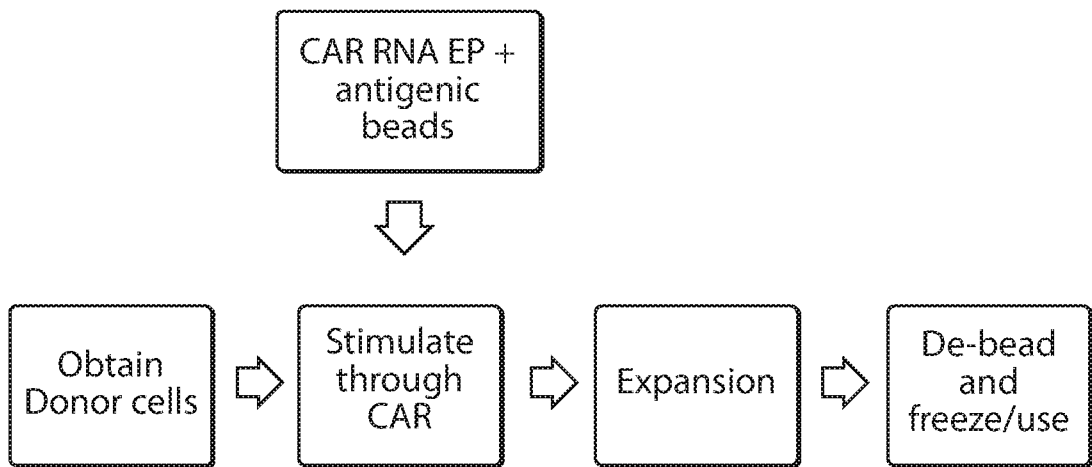 CAR RNA EP +
antigenic
beads
Obtain
Donor cells
Stimulate
through
CAR
Expansion
De-bead
and
freeze/use